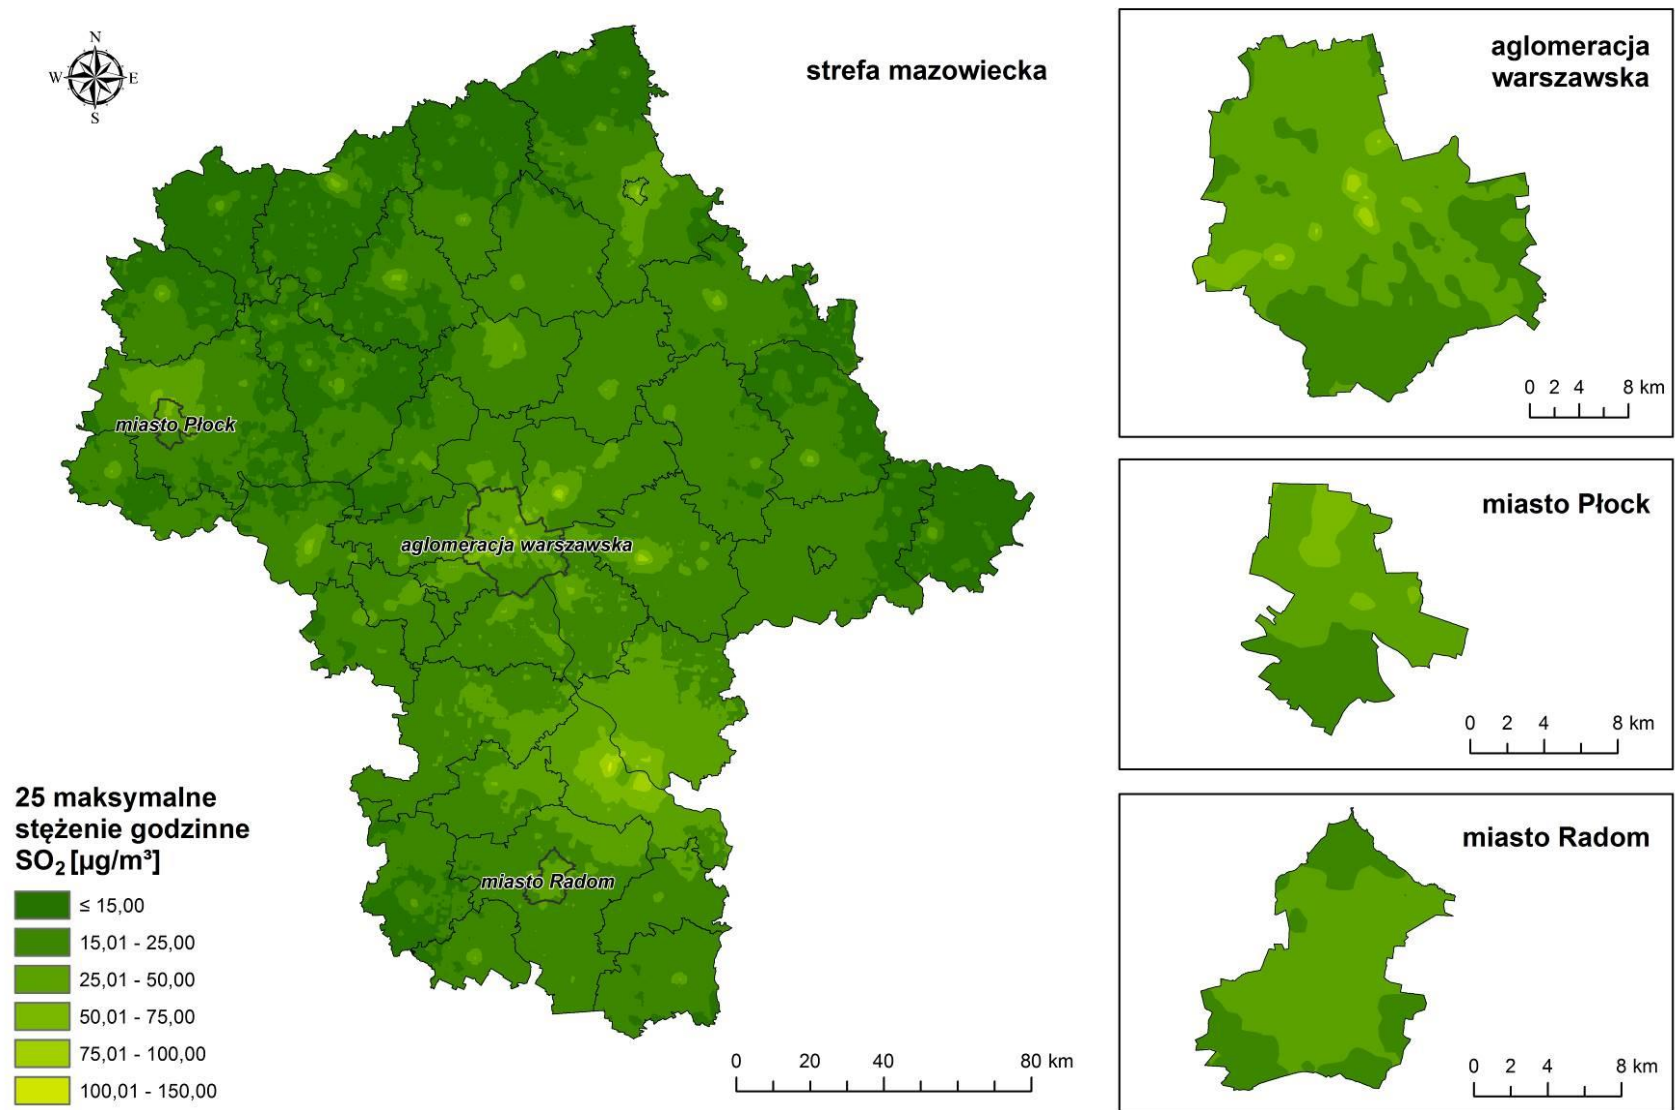 N
W E
S
strefa mazowiecka
miasto Płock
aglomeracja warszawska
miasto Radom
25 maksymalne
stężenie godzinne
SO₂ [µg/m³]
≤ 15,00
15,01 - 25,00
25,01 - 50,00
50,01 - 75,00
75,01 - 100,00
100,01 - 150,00
0 20 40 80 km
aglomeracja
warszawska
0 2 4 8 km
miasto Płock
0 2 4 8 km
miasto Radom
0 2 4 8 km